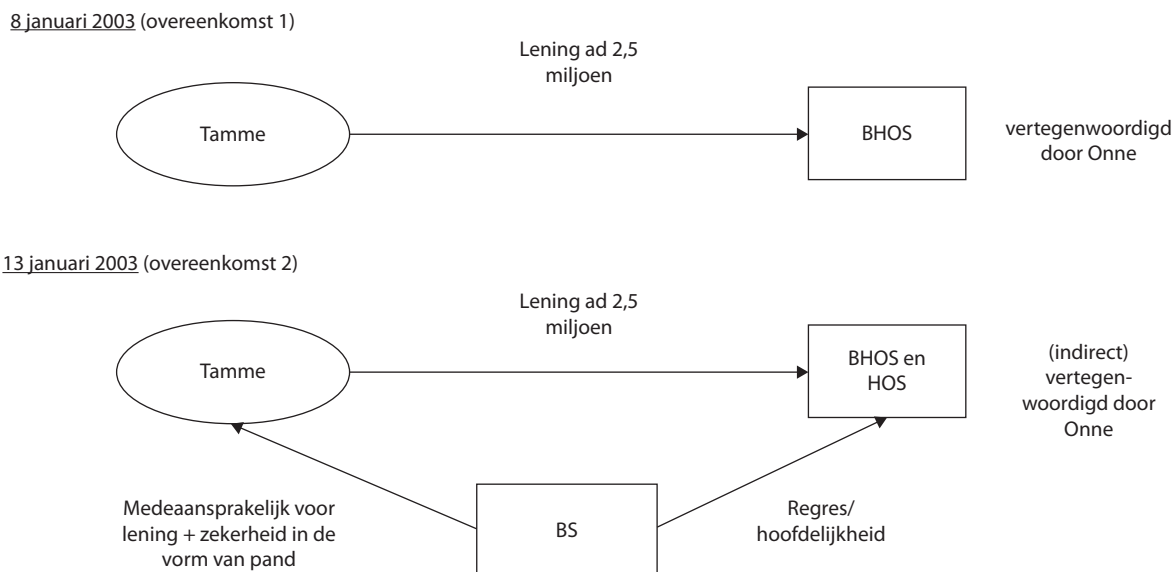 8 januari 2003 (overeenkomst 1)
Lening ad 2,5
miljoen
Tamme
BHOS
vertegenwoordigd
door Onne
13 januari 2003 (overeenkomst 2)
Lening ad 2,5
miljoen
Tamme
BHOS en
HOS
(indirect)
vertegen-
woordigd door
Onne
Medeaansprakelijk voor
lening + zekerheid in de
vorm van pand
BS
Regres/
hoofdelijkheid